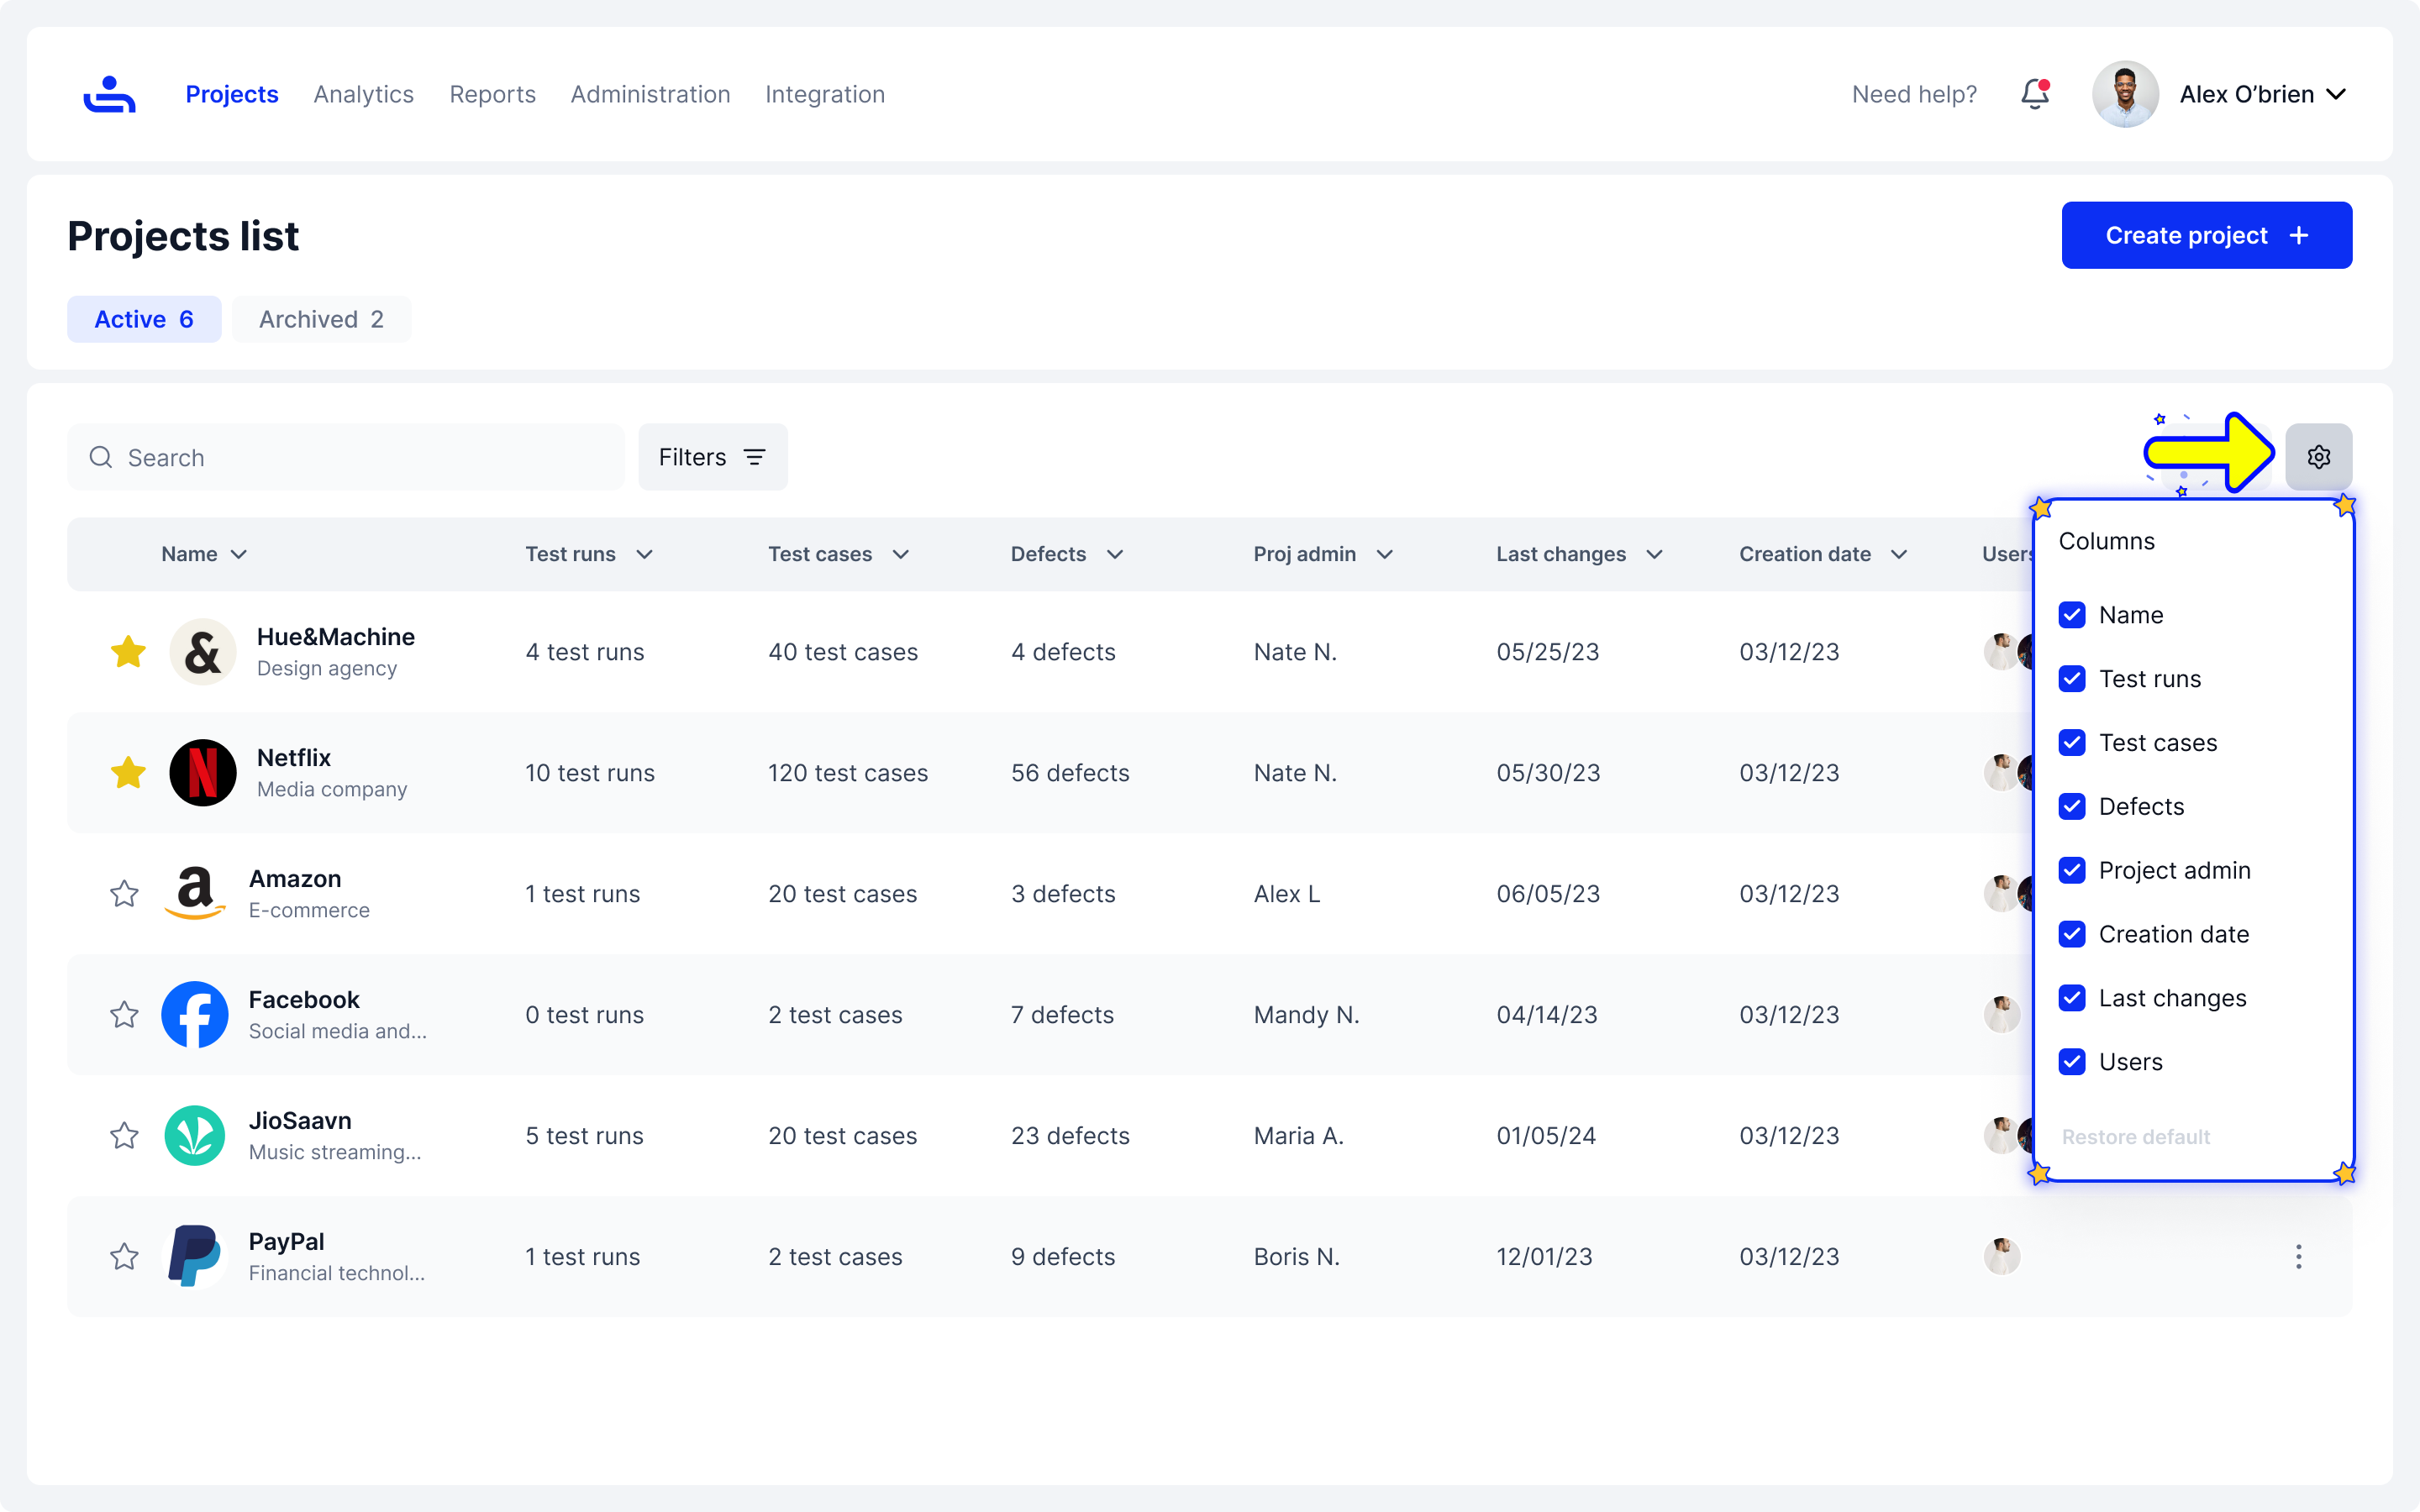 Projects Analytics Reports Administration Integration Need help? Alex O’brien
Projects list
Create project +
Active 6 Archived 2
Search Filters
Columns
Name Test runs Test cases Defects Proj admin Last changes Creation date Users
Name
Test runs
Test cases
Defects
Project admin
Creation date
Last changes
Users
Restore default
&
Hue&Machine
Design agency
4 test runs 40 test cases 4 defects Nate N. 05/25/23 03/12/23
N
Netflix
Media company
10 test runs 120 test cases 56 defects Nate N. 05/30/23 03/12/23
a
Amazon
E-commerce
1 test runs 20 test cases 3 defects Alex L 06/05/23 03/12/23
f
Facebook
Social media and...
0 test runs 2 test cases 7 defects Mandy N. 04/14/23 03/12/23
JioSaavn
Music streaming...
5 test runs 20 test cases 23 defects Maria A. 01/05/24 03/12/23
P
PayPal
Financial technol...
1 test runs 2 test cases 9 defects Boris N. 12/01/23 03/12/23